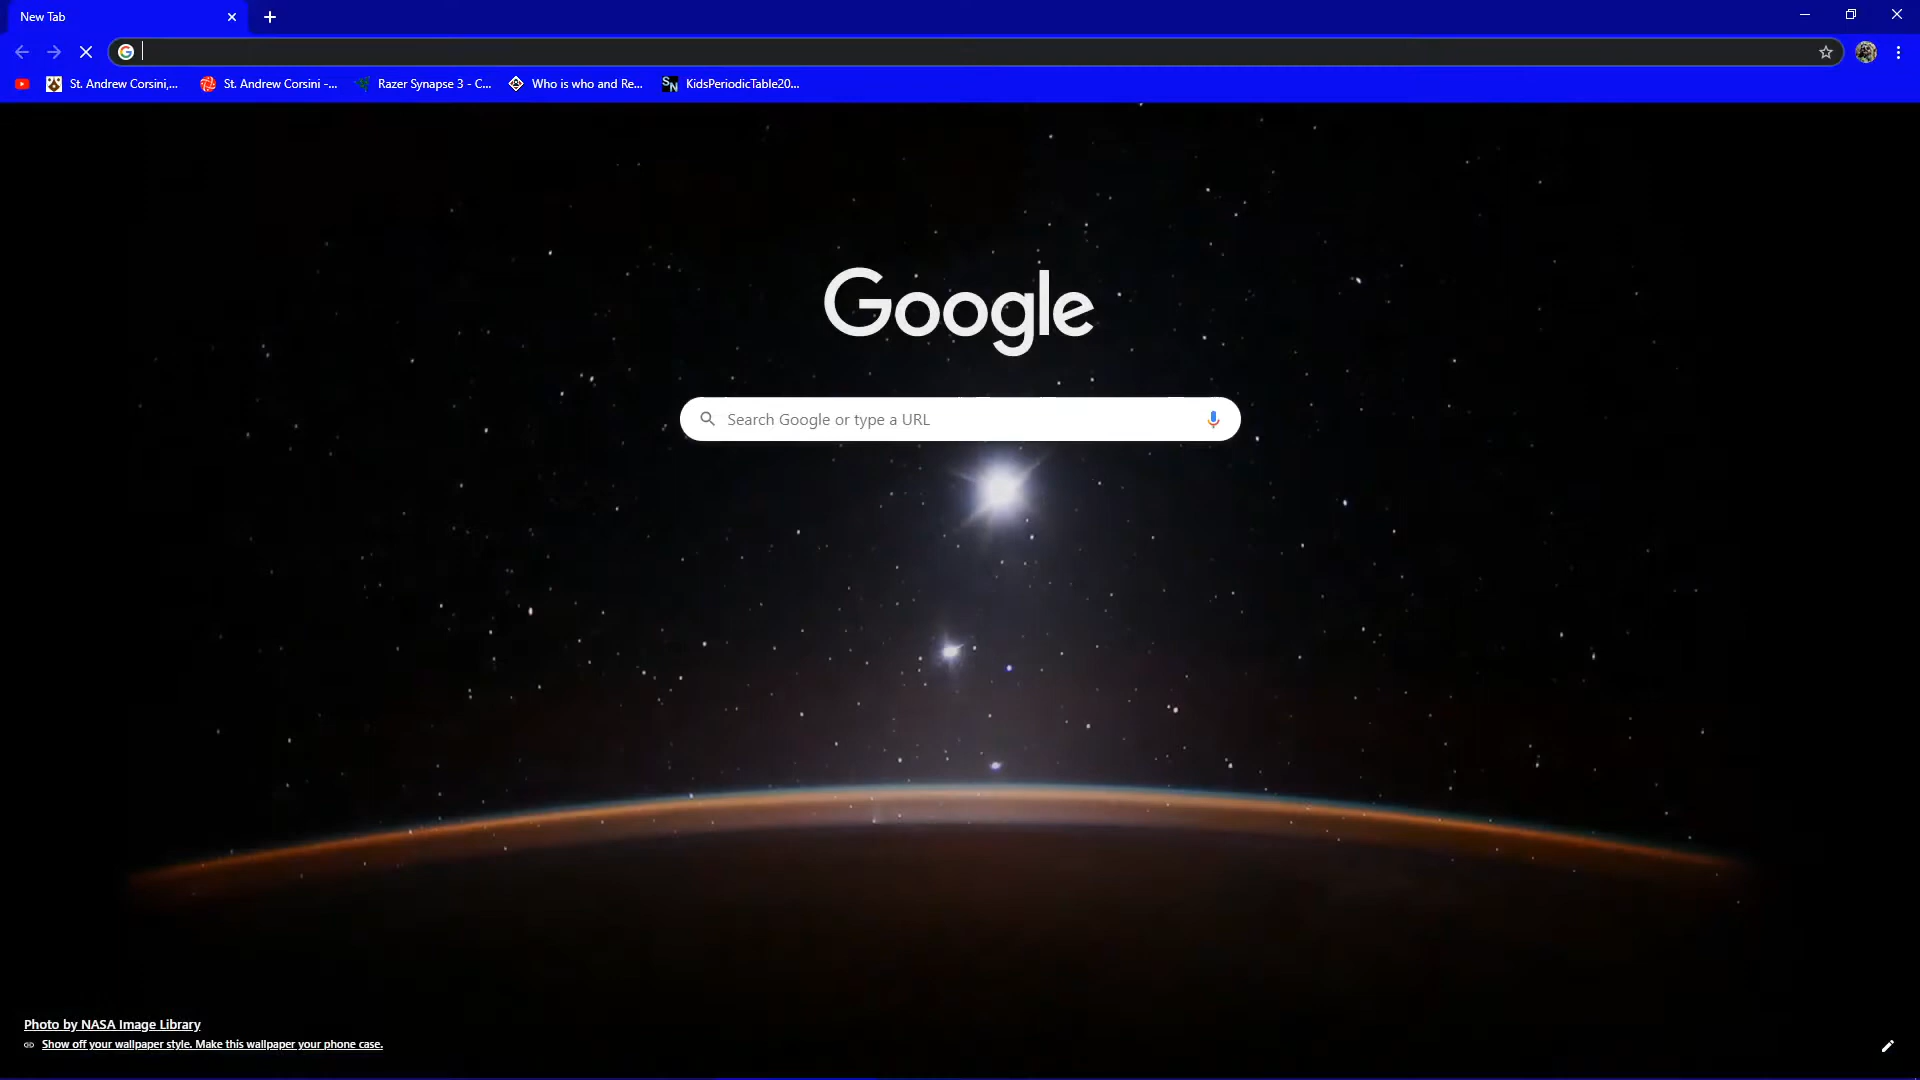 New Tab
St. Andrew Corsini,...
St. Andrew Corsini -...
Razer Synapse 3 - C...
Who is who and Re...
SN
KidsPeriodicTable20...
Google
Search Google or type a URL
Photo by NASA Image Library
Show off your wallpaper style. Make this wallpaper your phone case.